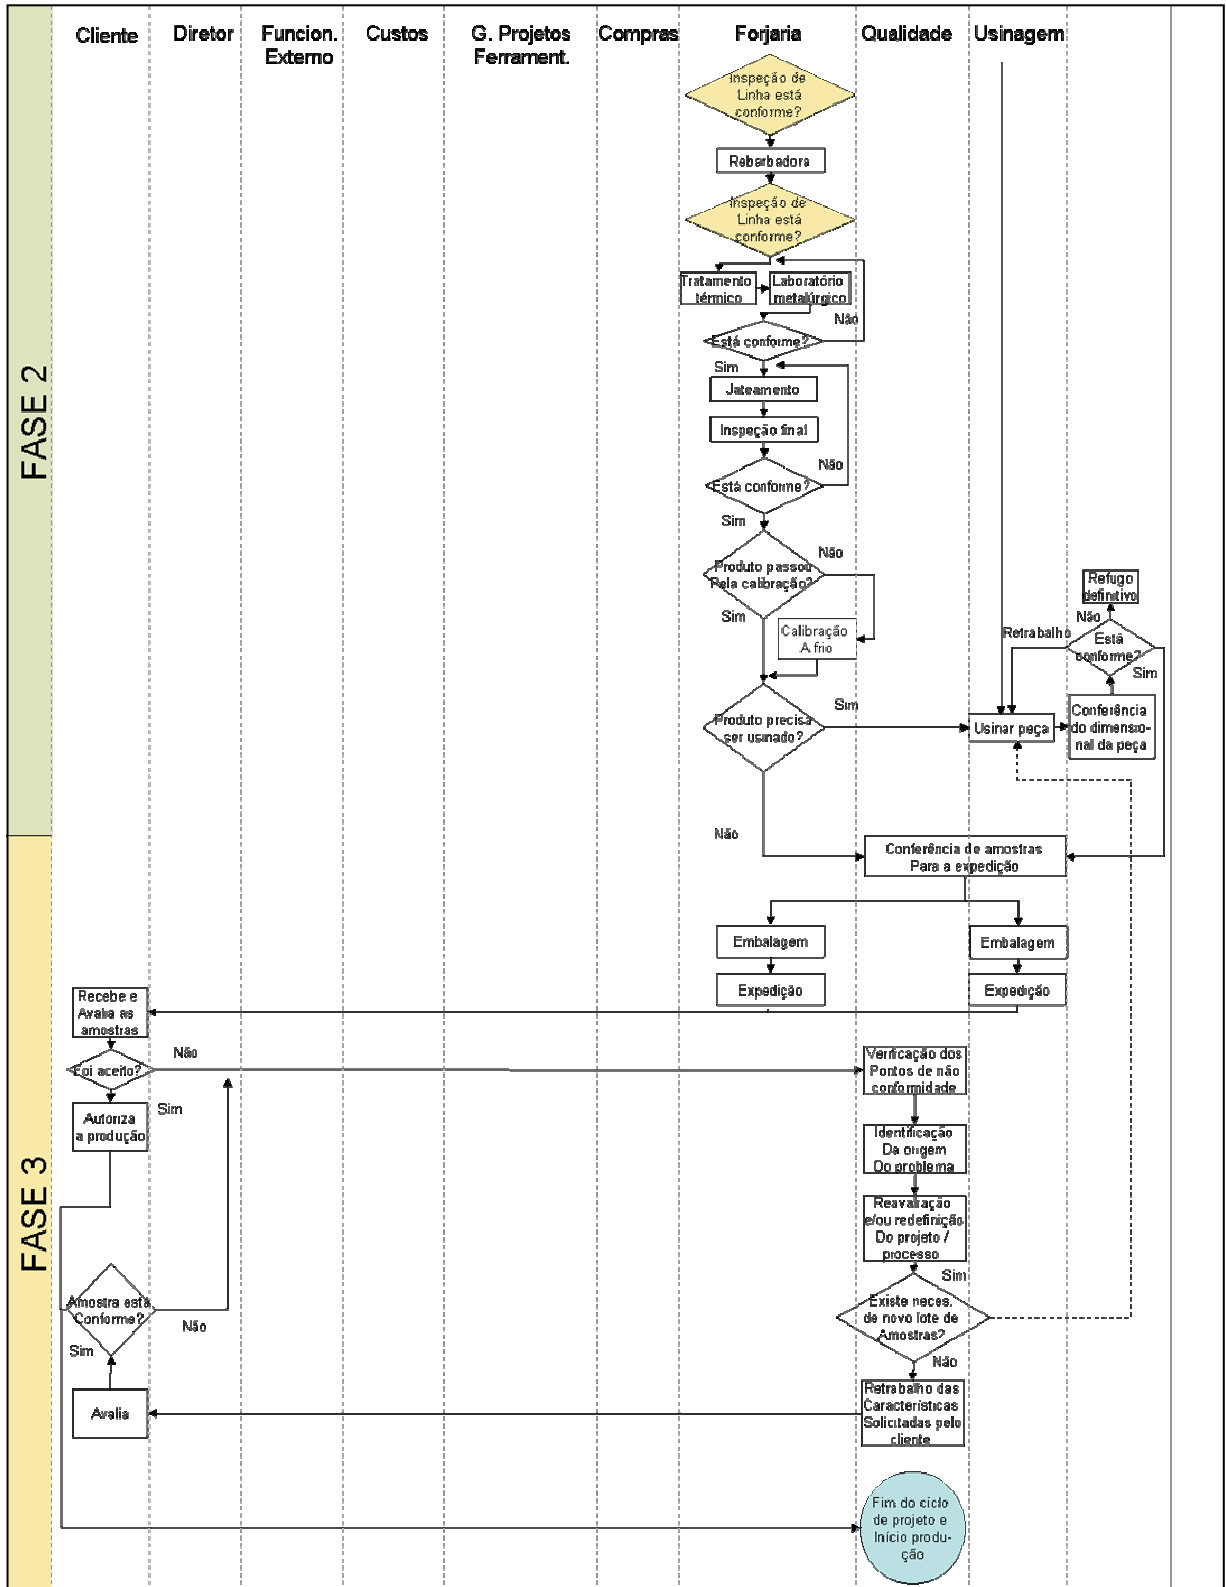 Cliente
Diretor
Funcion.
Externo
Custos
G. Projetos
Ferrament.
Compras
Forjaria
Qualidade
Usinagem
FASE 2
Inspeção de
Linha está
conforme?
Rebarbadora
Inspeção de
Linha está
conforme?
Tratamento
térmico
Laboratório
metalúrgico
Não
Está conforme?
Sim
Jateamento
Inspeção final
Não
Está conforme?
Sim
Não
Produto passou
Pela calibração?
Sim
Calibração
A frio
Refugo
definitivo
Não
Retrabalho
Está
conforme?
Sim
Sim
Produto precisa
ser usinado?
Usinar peça
Conferência
do dimensio-
nal da peça
Não
Conferência de amostras
Para a expedição
Embalagem
Embalagem
Expedição
Expedição
FASE 3
Recebe e
Avalia as
amostras
Não
Foi aceito?
Sim
Autoriza
a produção
Verificação dos
Pontos de não
conformidade
Identificação
Da origem
Do problema
Reavaliação
e/ou redefinição
Do projeto /
processo
Sim
Existe neces.
de novo lote de
Amostras?
Não
Amostra está
Conforme?
Não
Sim
Avalia
Retrabalho das
Características
Solicitadas pelo
cliente
Fim do ciclo
de projeto e
Início produ-
ção